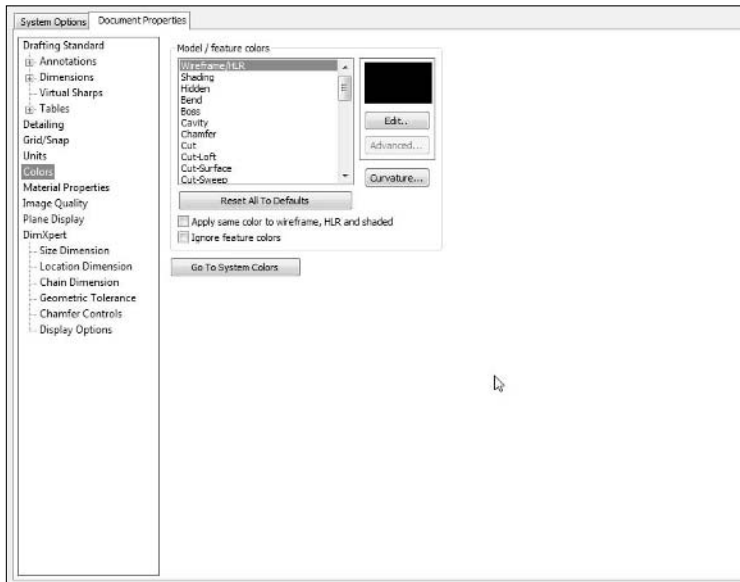 System Options
Document Properties
Drafting Standard
Annotations
Dimensions
Virtual Sharps
Tables
Detailing
Grid/Snap
Units
Colors
Material Properties
Image Quality
Plane Display
DimXpert
Size Dimension
Location Dimension
Chain Dimension
Geometric Tolerance
Chamfer Controls
Display Options
Model / feature colors
Wireframe/HLR
Shading
Hidden
Bend
Boss
Cavity
Chamfer
Cut
Cut-Loft
Cut-Surface
Cut-Sweep
Edit...
Advanced...
Curvature...
Reset All To Defaults
Apply same color to wireframe, HLR and shaded
Ignore feature colors
Go To System Colors